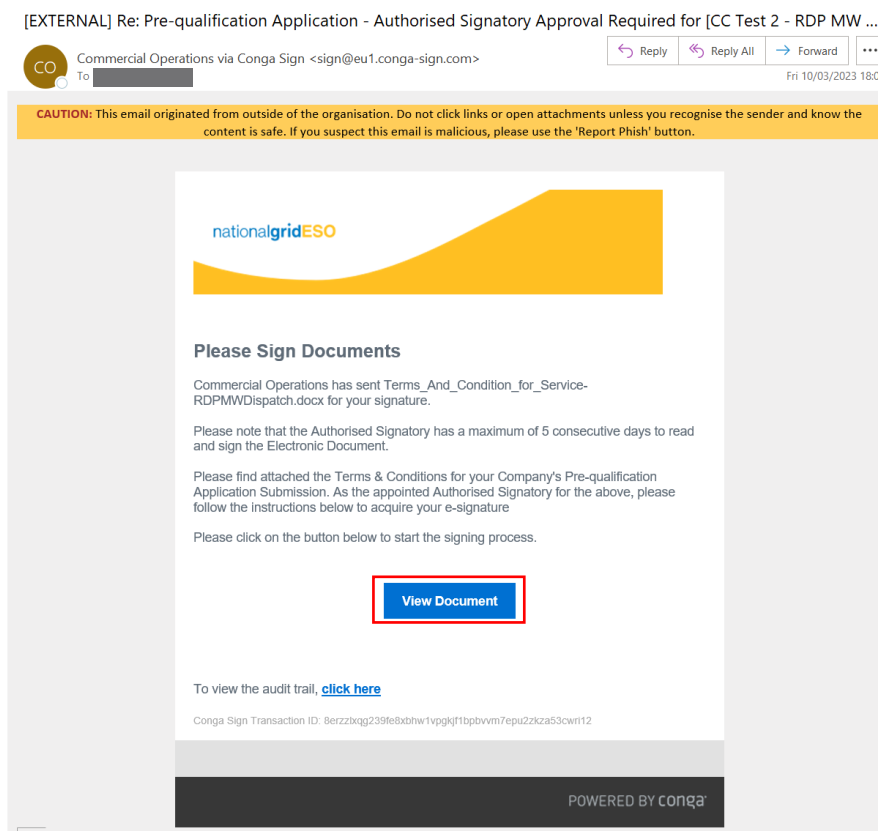 [EXTERNAL] Re: Pre-qualification Application - Authorised Signatory Approval Required for [CC Test 2 - RDP MW ...
CO
Commercial Operations via Conga Sign <sign@eu1.conga-sign.com>
To
Reply
Reply All
Forward
Fri 10/03/2023 18:0
CAUTION: This email originated from outside of the organisation. Do not click links or open attachments unless you recognise the sender and know the
content is safe. If you suspect this email is malicious, please use the 'Report Phish' button.
nationalgridESO
Please Sign Documents
Commercial Operations has sent Terms_And_Condition_for_Service-
RDPMWDispatch.docx for your signature.
Please note that the Authorised Signatory has a maximum of 5 consecutive days to read
and sign the Electronic Document.
Please find attached the Terms & Conditions for your Company's Pre-qualification
Application Submission. As the appointed Authorised Signatory for the above, please
follow the instructions below to acquire your e-signature
Please click on the button below to start the signing process.
View Document
To view the audit trail, click here
Conga Sign Transaction ID: 8erzzlxqg239fe8xbhw1vpgkjf1bpbvvm7epu2zkza53cwri12
POWERED BY conga